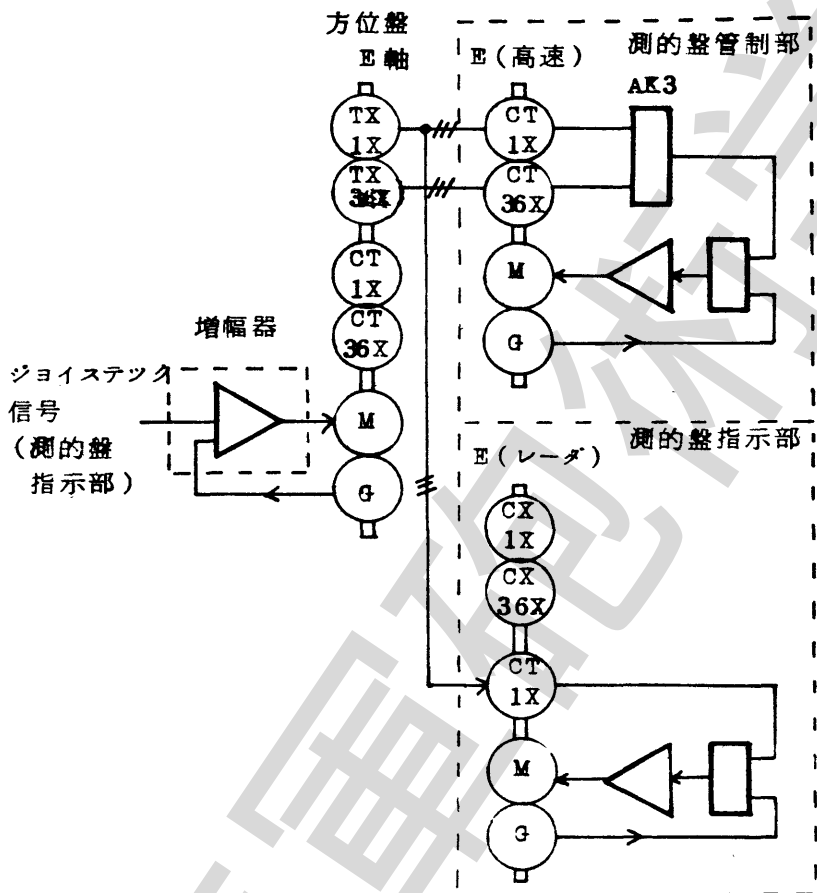 方位盤
E軸
TX
1X
TX
CT
1X
CT
36X
M
G
増幅器
ジョイステック
信号
(測的盤
指示部)
測的盤管制部
E(高速)
AK3
CT
1X
CT
36X
M
G
測的盤指示部
E(レーダ)
CX
1X
CX
36X
CT
1X
M
G
軍砲術